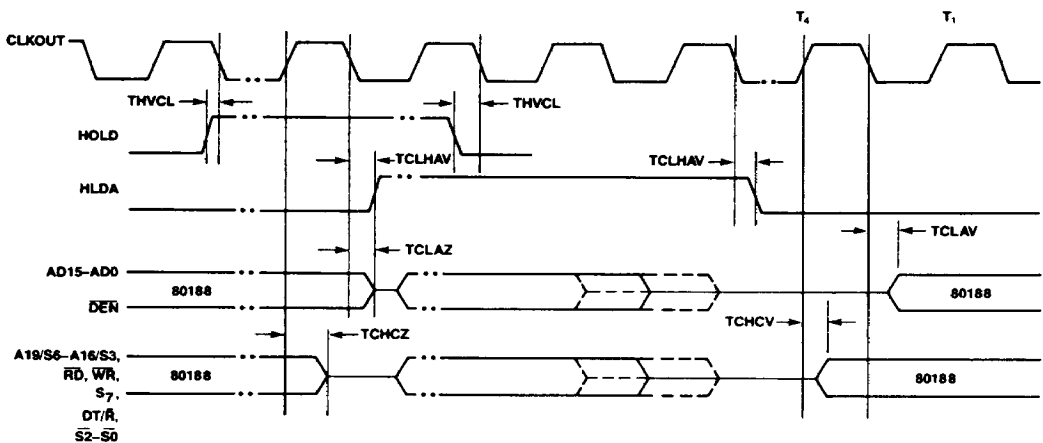 T4 T1
CLKOUT
THVCL THVCL
HOLD
TCLHAV TCLHAV
HLDA
TCLAV
TCLAZ
AD15–AD0
80188 80188
DEN
TCHCZ TCHCV
A19/S6–A16/S3,
RD, WR, 80188 80188
S7,
DT/R,
S2–S0